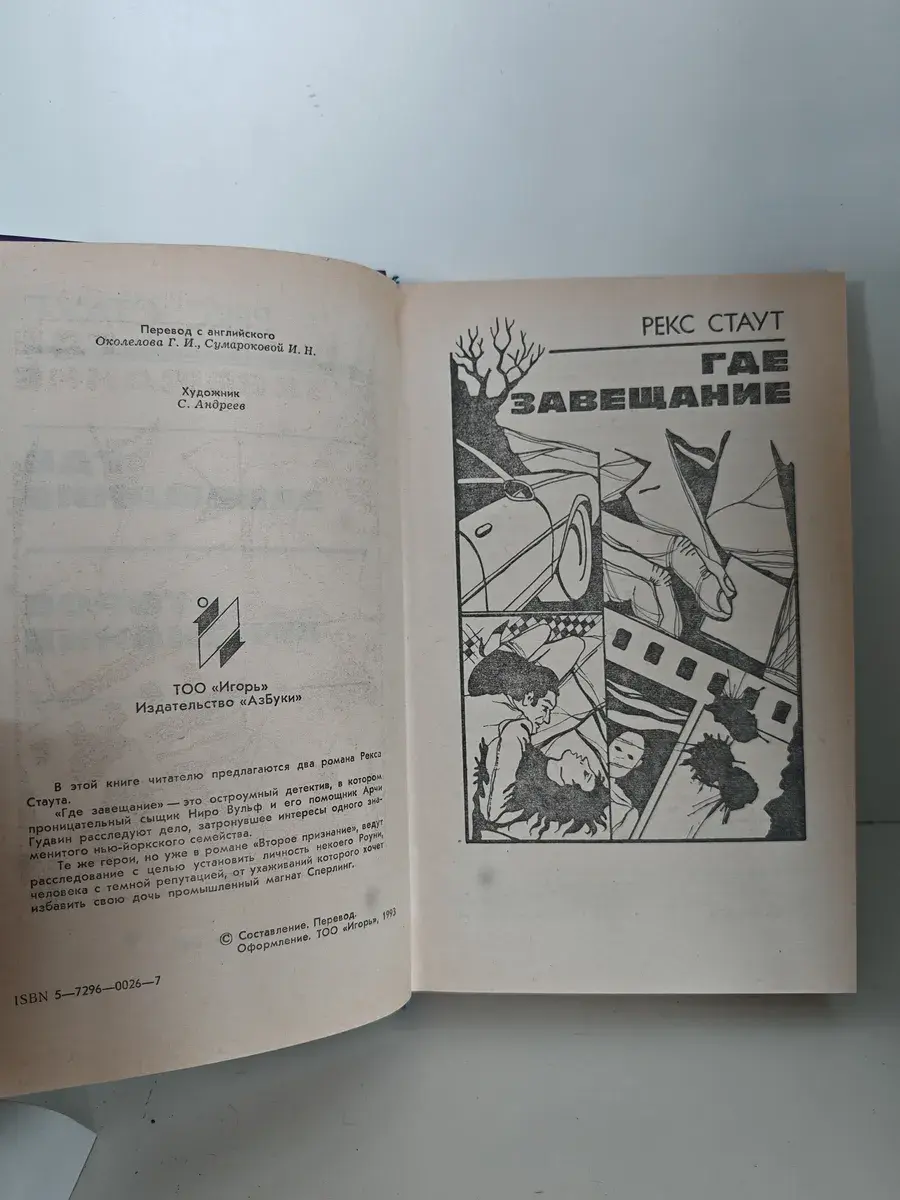 Перевод с английского
Околелова Г. И., Сумароковой И. Н.
Художник
С. Андреев
ТОО «Игорь»
Издательство «АзБуки»
В этой книге читателю предлагаются два романа Рекса
Стаута.
«Где завещание» — это остроумный детектив, в котором
проницательный сыщик Ниро Вульф и его помощник Арчи
Гудвин расследуют дело, затронувшее интересы одного зна-
менитого нью-йоркского семейства.
Те же герои, но уже в романе «Второе признание», ведут
расследование с целью установить личность некоего Роуни,
человека с темной репутацией, от ухаживаний которого хочет
избавить свою дочь промышленный магнат Сперлинг.
© Составление. Перевод.
Оформление. ТОО «Игорь», 1993
ISBN 5—7296—0026—7
РЕКС СТАУТ
ГДЕ
ЗАВЕЩАНИЕ